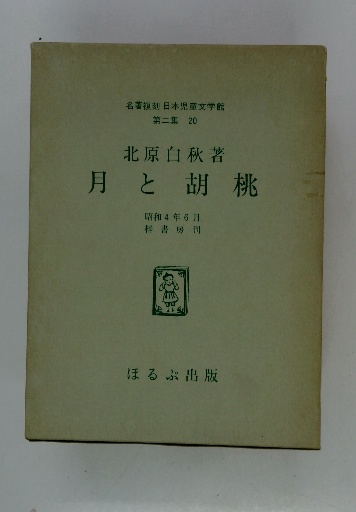 名著複刻 日本児童文学館
第二集 20
北原白秋著
月と胡桃
昭和4年6月
梓書房刊
ほるぷ出版